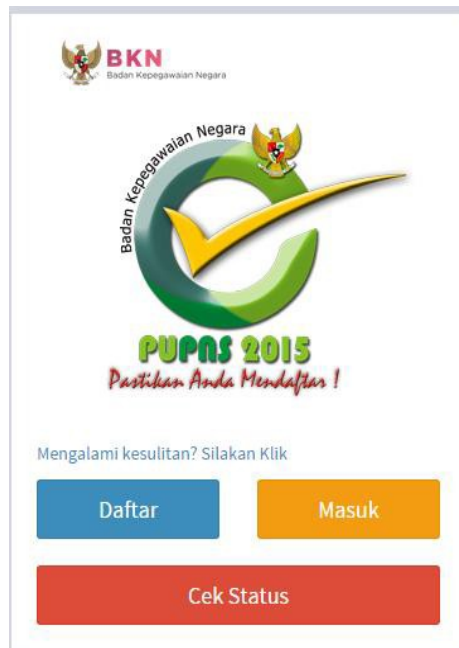 BKN
Badan Kepegawaian Negara
Badan Kepegawaian Negara
PUPNS 2015
Pastikan Anda Mendaftar !
Mengalami kesulitan? Silakan Klik
Daftar
Masuk
Cek Status